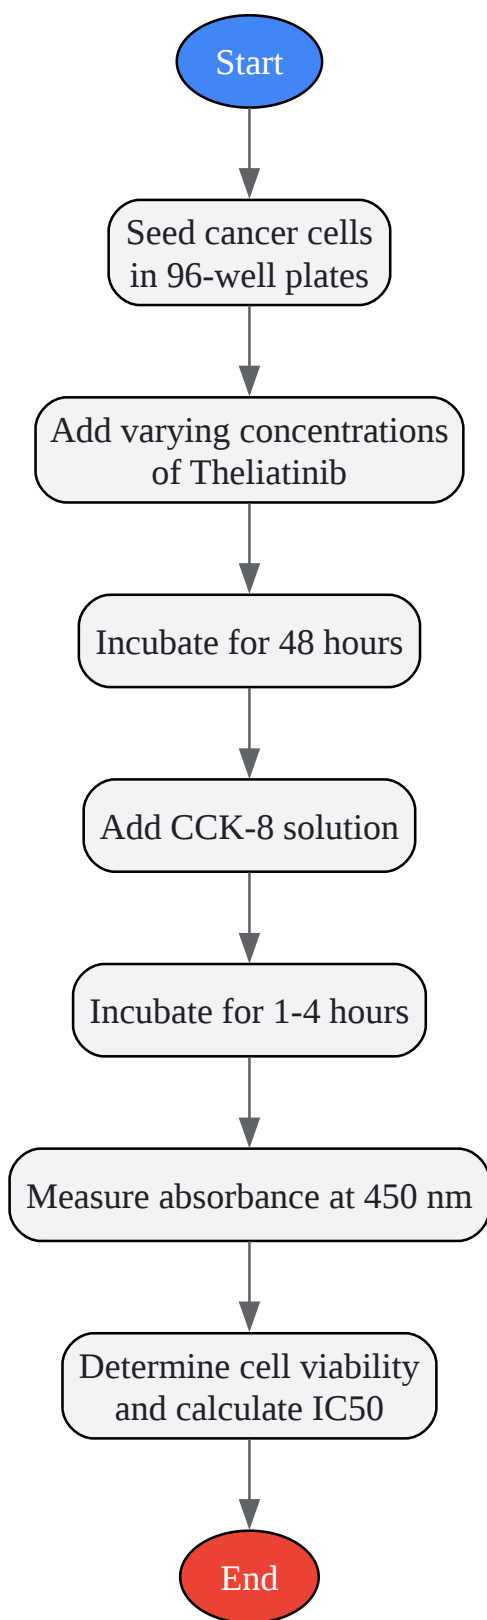 Start
Seed cancer cells
in 96-well plates
Add varying concentrations
of Theliatinib
Incubate for 48 hours
Add CCK-8 solution
Incubate for 1-4 hours
Measure absorbance at 450 nm
Determine cell viability
and calculate IC50
End